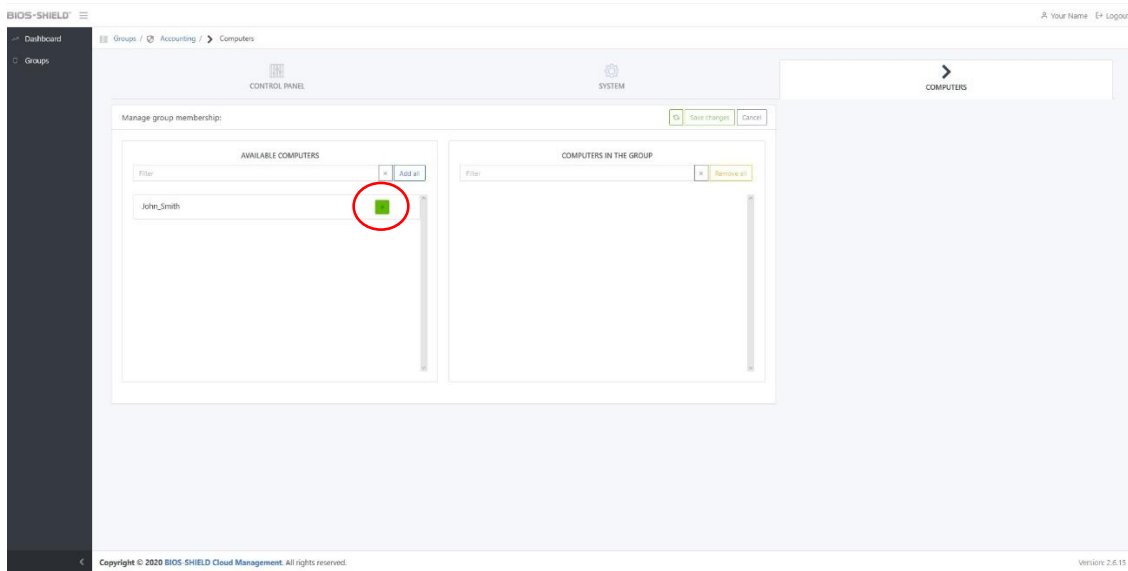 BIOS-SHIELD
Your Name Logout
Dashboard
Groups
Groups / Accounting / Computers
CONTROL PANEL
SYSTEM
COMPUTERS
Manage group membership:
Save changes Cancel
AVAILABLE COMPUTERS
Filter × Add all
John_Smith
COMPUTERS IN THE GROUP
Filter × Remove all
Copyright © 2020 BIOS-SHIELD Cloud Management. All rights reserved.
Version: 2.6.15